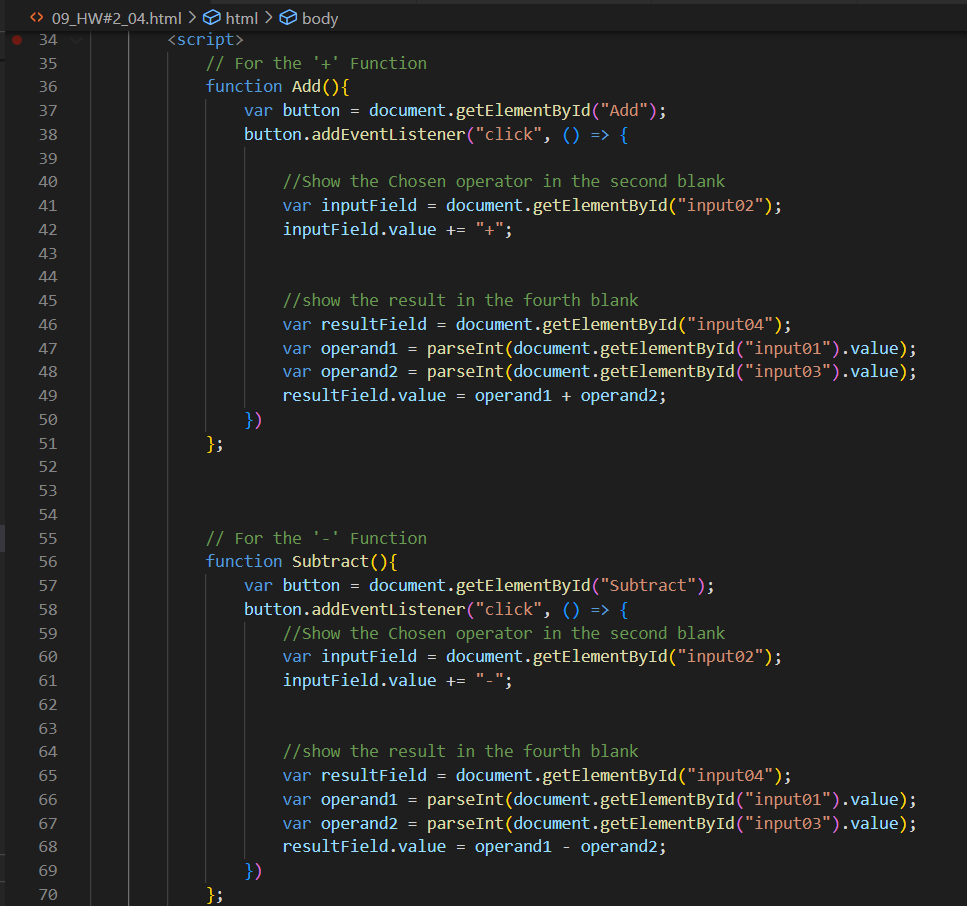 09_HW#2_04.html > html > body
34 <script>
35 // For the '+' Function
36 function Add(){
37 var button = document.getElementById("Add");
38 button.addEventListener("click", () => {
39
40 //Show the Chosen operator in the second blank
41 var inputField = document.getElementById("input02");
42 inputField.value += "+";
43
44
45 //show the result in the fourth blank
46 var resultField = document.getElementById("input04");
47 var operand1 = parseInt(document.getElementById("input01").value);
48 var operand2 = parseInt(document.getElementById("input03").value);
49 resultField.value = operand1 + operand2;
50 })
51 };
52
53
54
55 // For the '-' Function
56 function Subtract(){
57 var button = document.getElementById("Subtract");
58 button.addEventListener("click", () => {
59 //Show the Chosen operator in the second blank
60 var inputField = document.getElementById("input02");
61 inputField.value += "-";
62
63
64 //show the result in the fourth blank
65 var resultField = document.getElementById("input04");
66 var operand1 = parseInt(document.getElementById("input01").value);
67 var operand2 = parseInt(document.getElementById("input03").value);
68 resultField.value = operand1 - operand2;
69 })
70 };